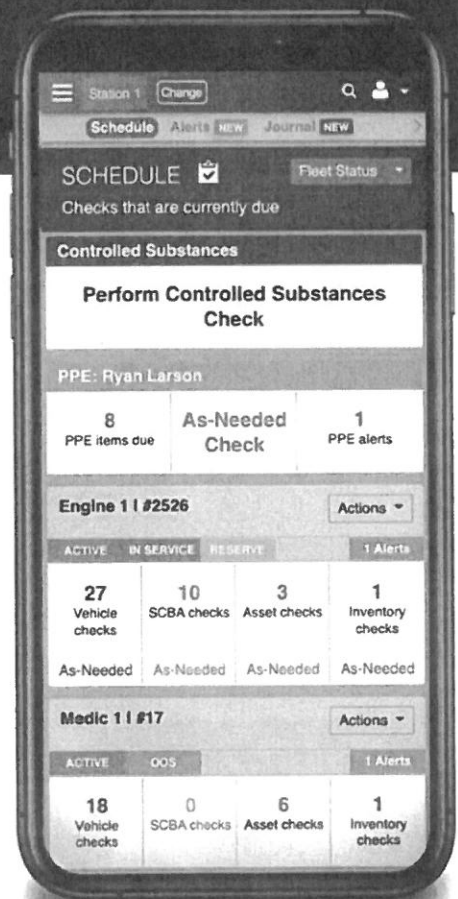 Station 1 Change
Schedule Alerts NEW Journal NEW
SCHEDULE Fleet Status
Checks that are currently due
Controlled Substances
Perform Controlled Substances
Check
PPE: Ryan Larson
8 As-Needed 1
PPE items due Check PPE alerts
Engine 1 | #2526 Actions
ACTIVE IN SERVICE RESERVE 1 Alerts
27 10 3 1
Vehicle SCBA checks Asset checks Inventory
checks checks
As-Needed As-Needed As-Needed As-Needed
Medic 1 | #17 Actions
ACTIVE OOS 1 Alerts
18 0 6 1
Vehicle SCBA checks Asset checks Inventory
checks checks